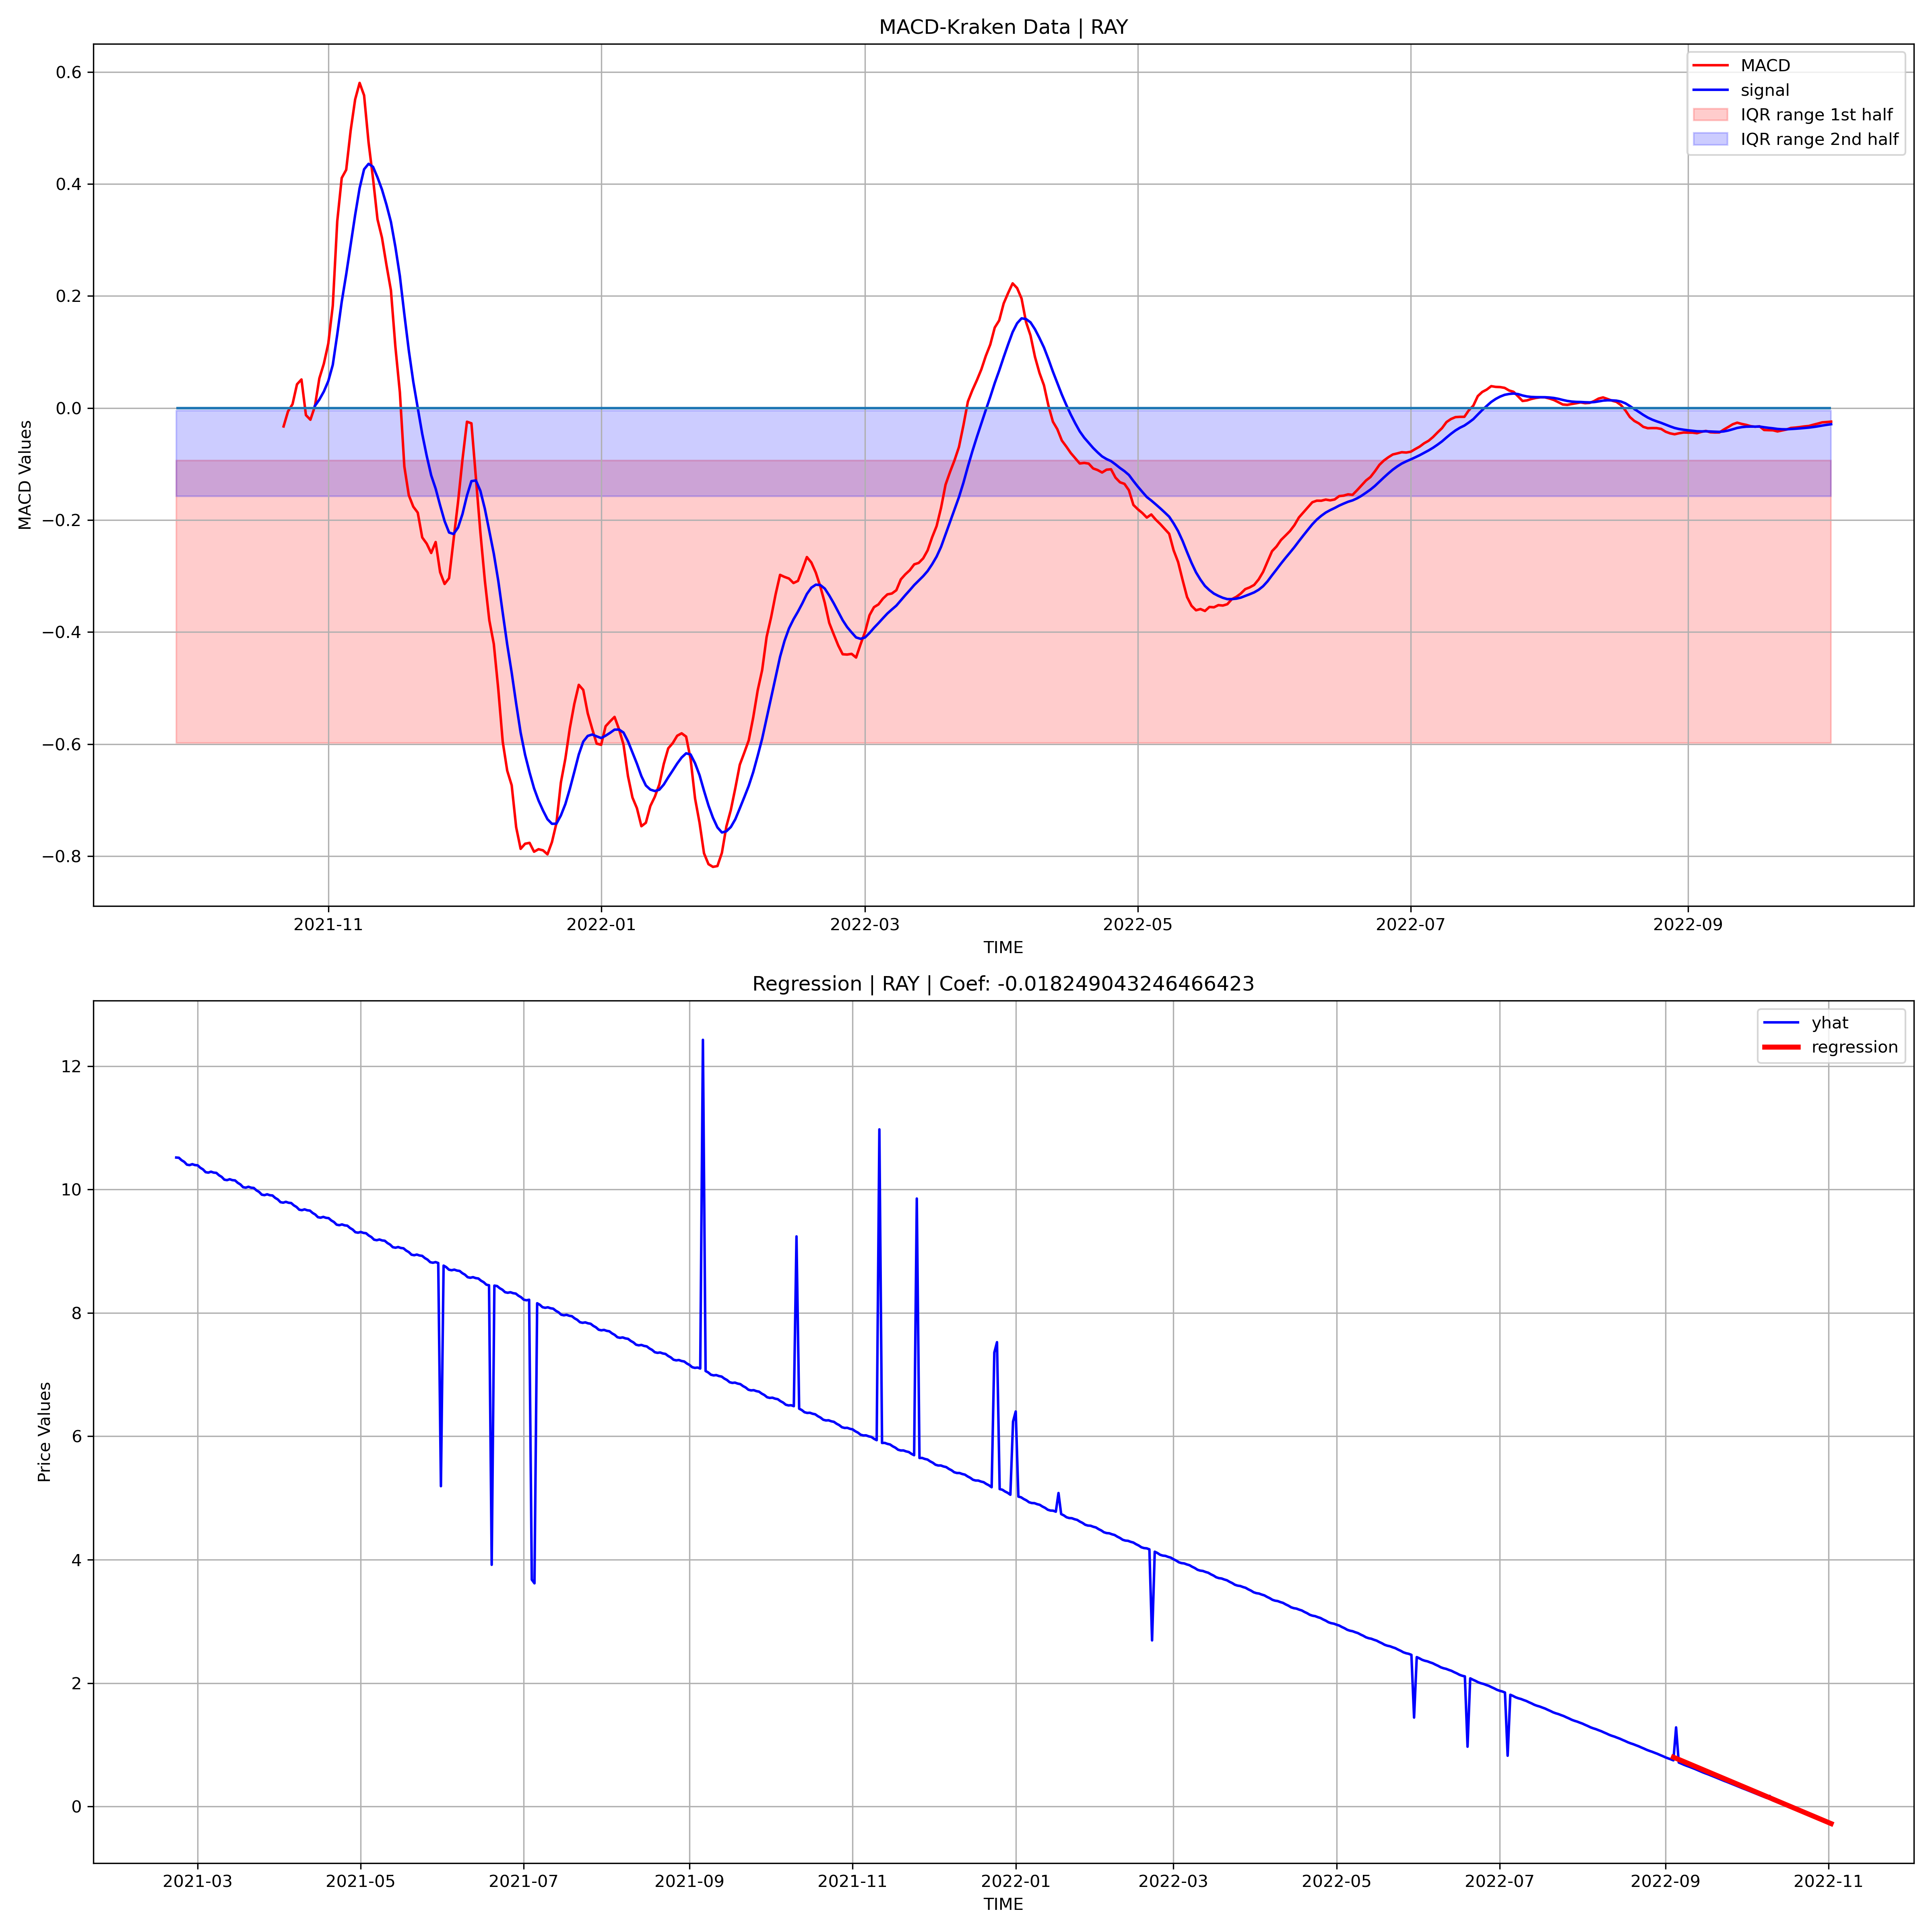 MACD-Kraken Data | RAY
MACD Values
0.6
0.4
0.2
0.0
−0.2
−0.4
−0.6
−0.8
MACD
signal
IQR range 1st half
IQR range 2nd half
2021-11
2022-01
2022-03
2022-05
2022-07
2022-09
TIME
Regression | RAY | Coef: -0.018249043246466423
Price Values
12
10
8
6
4
2
0
yhat
regression
2021-03
2021-05
2021-07
2021-09
2021-11
2022-01
2022-03
2022-05
2022-07
2022-09
2022-11
TIME